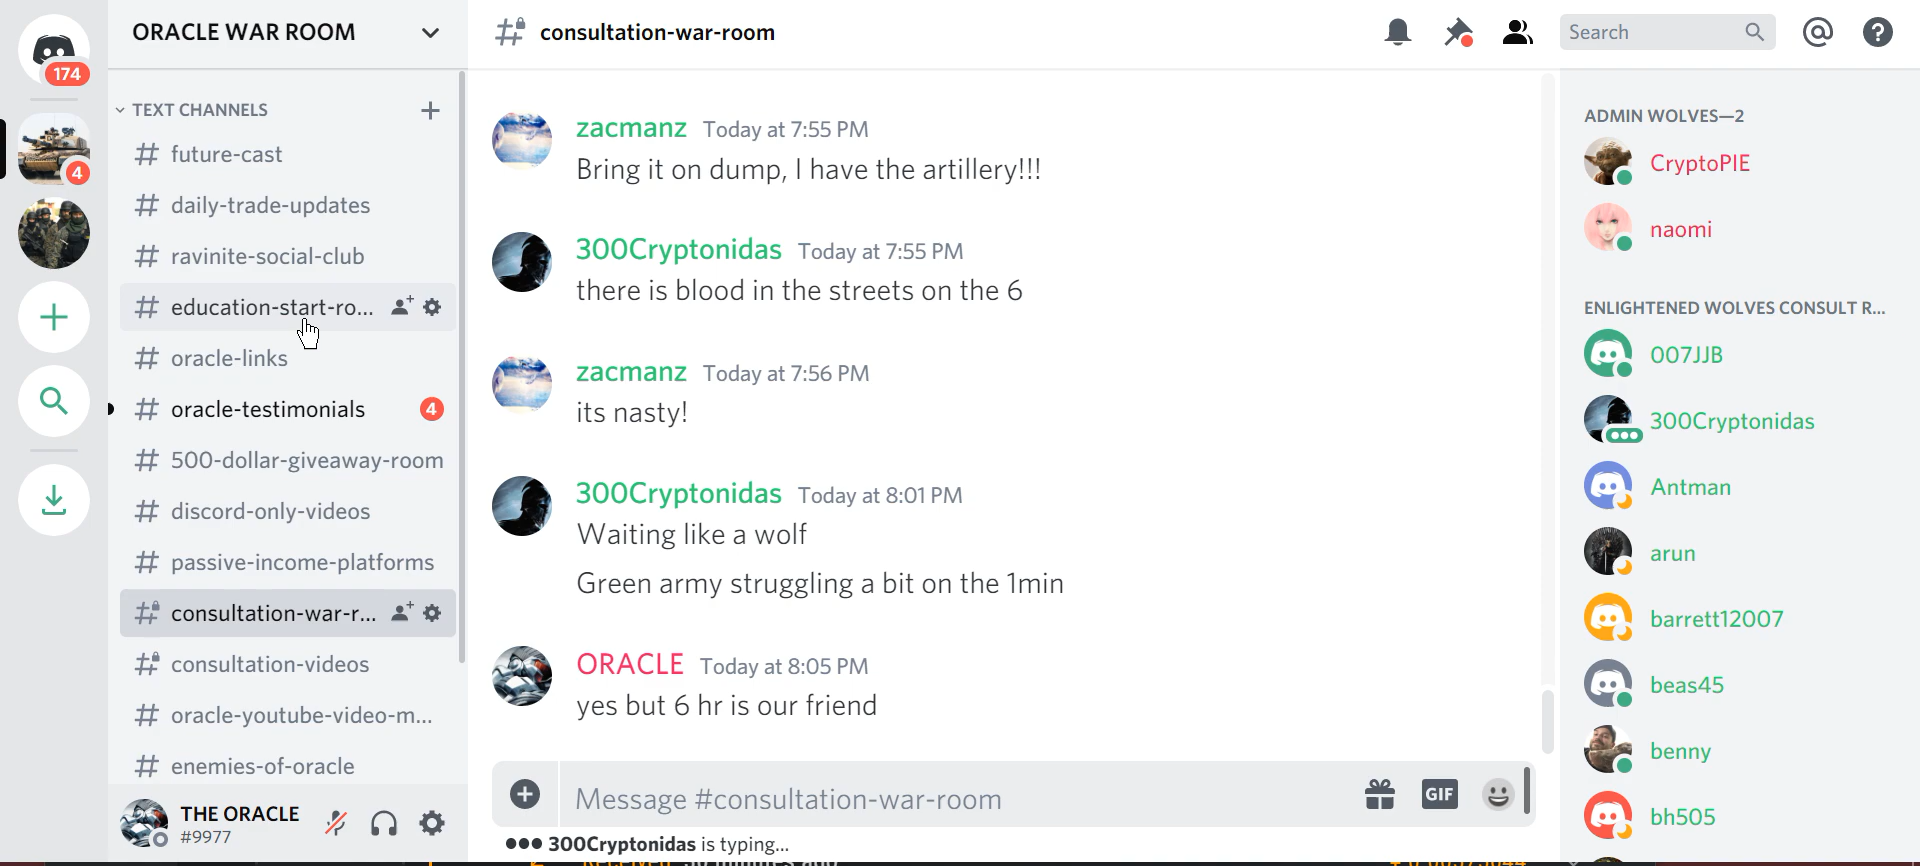 174
4
ORACLE WAR ROOM
TEXT CHANNELS
# future-cast
# daily-trade-updates
# ravinite-social-club
# education-start-ro...
# oracle-links
# oracle-testimonials 4
# 500-dollar-giveaway-room
# discord-only-videos
# passive-income-platforms
# consultation-war-r...
# consultation-videos
# oracle-youtube-video-m...
# enemies-of-oracle
THE ORACLE
#9977
# consultation-war-room
Search
zacmanz Today at 7:55 PM
Bring it on dump, I have the artillery!!!
300Cryptonidas Today at 7:55 PM
there is blood in the streets on the 6
zacmanz Today at 7:56 PM
its nasty!
300Cryptonidas Today at 8:01 PM
Waiting like a wolf
Green army struggling a bit on the 1min
ORACLE Today at 8:05 PM
yes but 6 hr is our friend
Message #consultation-war-room
GIF
300Cryptonidas is typing...
ADMIN WOLVES—2
CryptoPIE
naomi
ENLIGHTENED WOLVES CONSULT R...
007JJB
300Cryptonidas
Antman
arun
barrett12007
beas45
benny
bh505